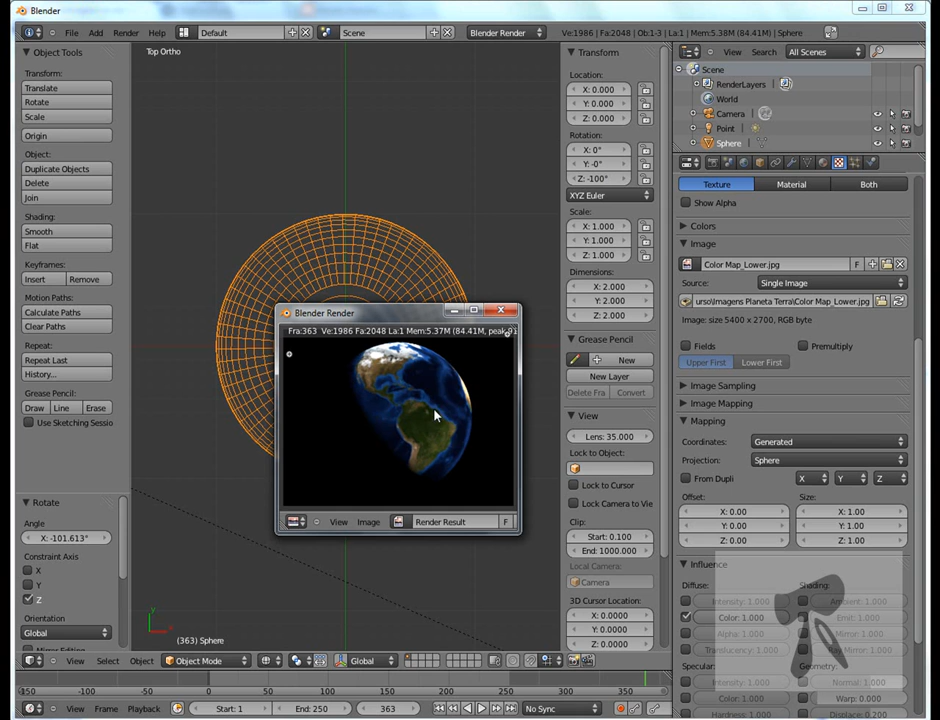 Blender
File Add Render Help Default Scene Blender Render Ve:1986 | Fa:2048 | Ob:1-3 | La:1 | Mem:5.38M (84.41M) | Sphere
Object Tools
Transform:
Translate
Rotate
Scale
Origin
Object:
Duplicate Objects
Delete
Join
Shading:
Smooth
Flat
Keyframes:
Insert Remove
Motion Paths:
Calculate Paths
Clear Paths
Repeat:
Repeat Last
History...
Grease Pencil:
Draw Line Erase
Use Sketching Sessio
Rotate
Angle
X: -101.613°
Constraint Axis
X
Y
Z
Orientation
Global
Top Ortho
(363) Sphere
View Select Object Object Mode Global
Blender Render
Fra:363 Ve:1986 Fa:2048 La:1 Mem:5.37M (84.41M, peak
View Image Render Result F
Transform
Location:
X: 0.000
Y: 0.000
Z: 0.000
Rotation:
X: 0°
Y: -0°
Z: -100°
XYZ Euler
Scale:
X: 1.000
Y: 1.000
Z: 1.000
Dimensions:
X: 2.000
Y: 2.000
Z: 2.000
Grease Pencil
New
New Layer
Delete Fra Convert
View
Lens: 35.000
Lock to Object:
Lock to Cursor
Lock Camera to Vie
Clip:
Start: 0.100
End: 1000.000
Local Camera:
Camera
3D Cursor Location:
X: 0.0000
Y: 0.0000
Z: 0.0000
View Search All Scenes
Scene
RenderLayers
World
Camera
Point
Sphere
Texture Material Both
Show Alpha
Colors
Image
Color Map_Lower.jpg F
Source: Single Image
urso\Imagens Planeta Terra\Color Map_Lower.jpg
Image: size 5400 x 2700, RGB byte
Fields Premultiply
Upper First Lower First
Image Sampling
Image Mapping
Mapping
Coordinates: Generated
Projection: Sphere
From Dupli X Y Z
Offset: Size:
X: 0.00 X: 1.00
Y: 0.00 Y: 1.00
Z: 0.00 Z: 1.00
Influence
Diffuse: Shading:
Intensity: 1.000 Ambient: 1.000
Color: 1.000 Emit: 1.000
Alpha: 1.000 Mirror: 1.000
Translucency: 1.000 Ray Mirror: 1.000
Specular: Geometry:
Intensity: 1.000 Normal: 1.000
Color: 1.000 Warp: 0.000
Hardness: 1.000 Displace: 0.200
-150 -100 -50 0 50 100 150 200 250 300 350
View Frame Playback Start: 1 End: 250 363 No Sync